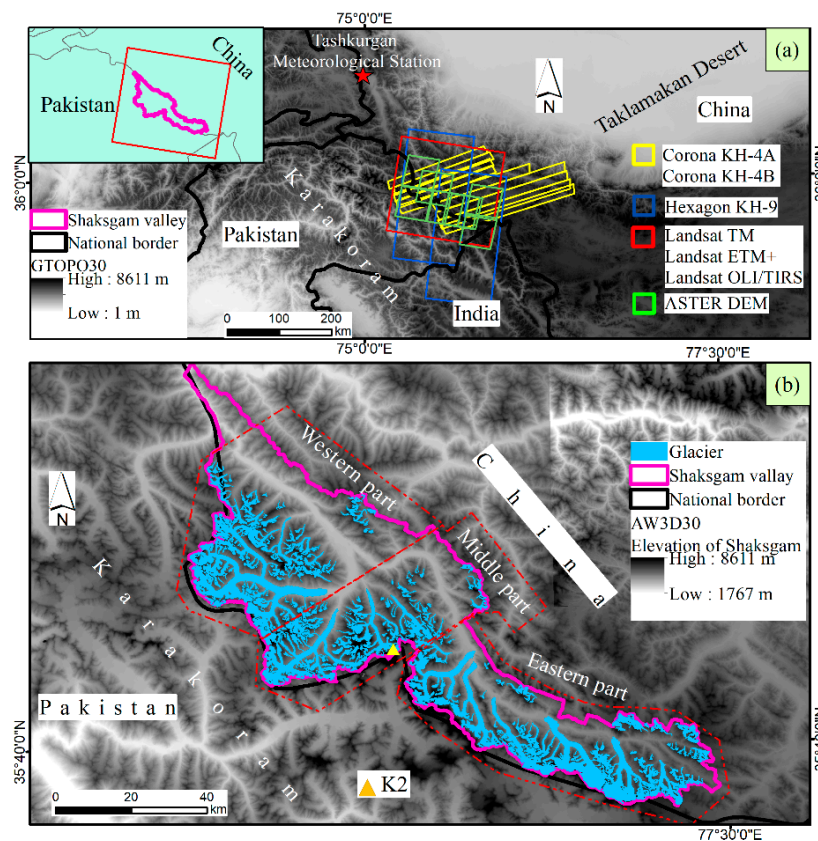 75°0'0"E
China
Pakistan
Tashkurgan
Meteorological Station
(a)
N
Taklamakan Desert
China
36°0'0"N
Karakoram
Pakistan
India
Corona KH-4A
Corona KH-4B
Hexagon KH-9
Landsat TM
Landsat ETM+
Landsat OLI/TIRS
ASTER DEM
Shaksgam valley
National border
GTOPO30
High : 8611 m
Low : 1 m
0 100 200
km
75°0'0"E
77°30'0"E
(b)
N
Western part
Middle part
Eastern part
China
Glacier
Shaksgam vallay
National border
AW3D30
Elevation of Shaksgam
High : 8611 m
Low : 1767 m
Karakoram
Pakistan
35°40'0"N
K2
0 20 40
km
77°30'0"E